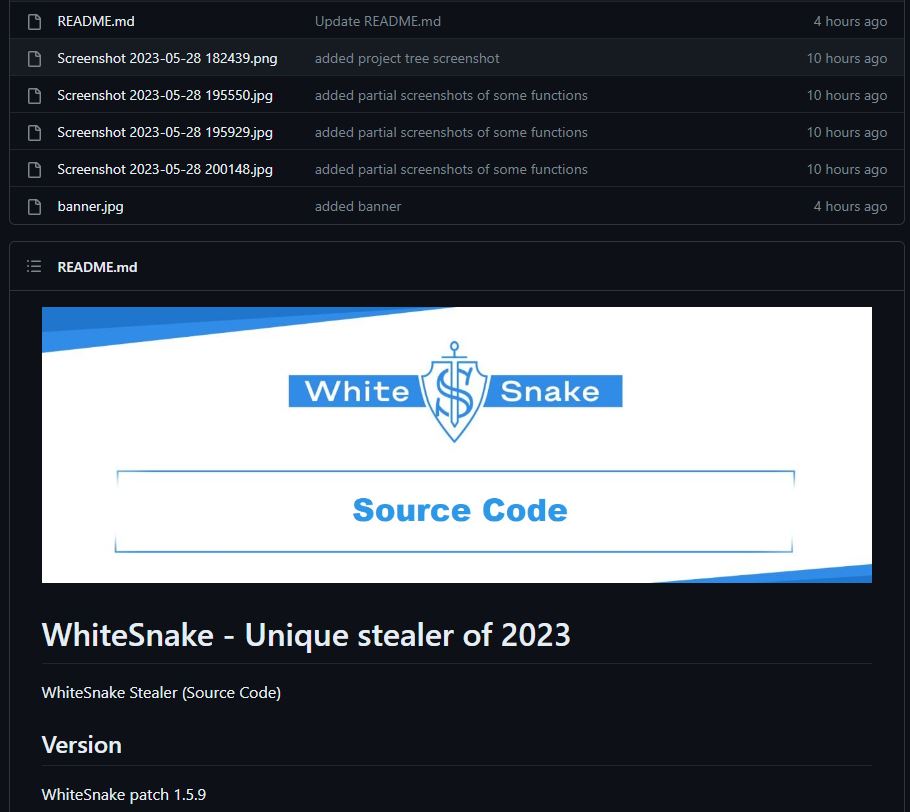 README.md Update README.md 4 hours ago
Screenshot 2023-05-28 182439.png added project tree screenshot 10 hours ago
Screenshot 2023-05-28 195550.jpg added partial screenshots of some functions 10 hours ago
Screenshot 2023-05-28 195929.jpg added partial screenshots of some functions 10 hours ago
Screenshot 2023-05-28 200148.jpg added partial screenshots of some functions 10 hours ago
banner.jpg added banner 4 hours ago
README.md
White S Snake
Source Code
WhiteSnake - Unique stealer of 2023
WhiteSnake Stealer (Source Code)
Version
WhiteSnake patch 1.5.9